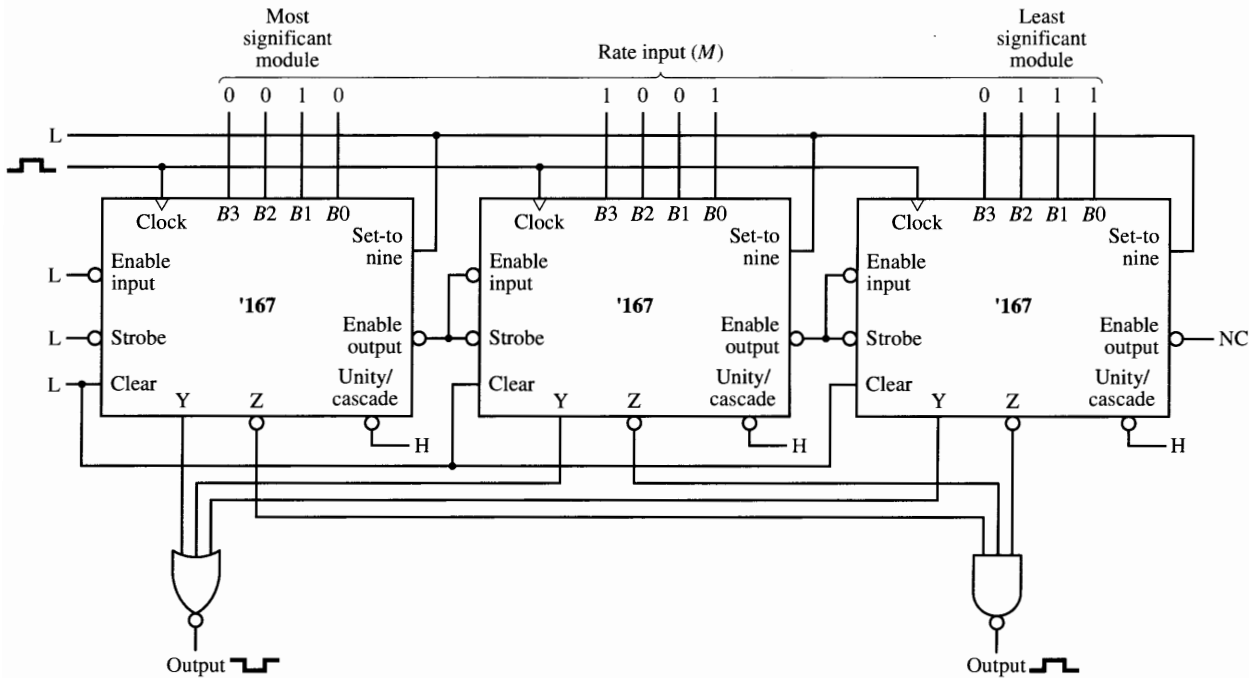 Most
significant
module
Rate input (M)
Least
significant
module
0 0 1 0
1 0 0 1
0 1 1 1
L
Clock
B3 B2 B1 B0
Set-to
nine
L
Enable
input
'167
L
Strobe
Enable
output
L
Clear
Unity/
cascade
Y
Z
H
Clock
B3 B2 B1 B0
Set-to
nine
Enable
input
'167
Strobe
Enable
output
Unity/
cascade
Y
Z
H
Clock
B3 B2 B1 B0
Set-to
nine
Enable
input
'167
Strobe
Enable
output
NC
Clear
Unity/
cascade
Y
Z
H
Output
Output